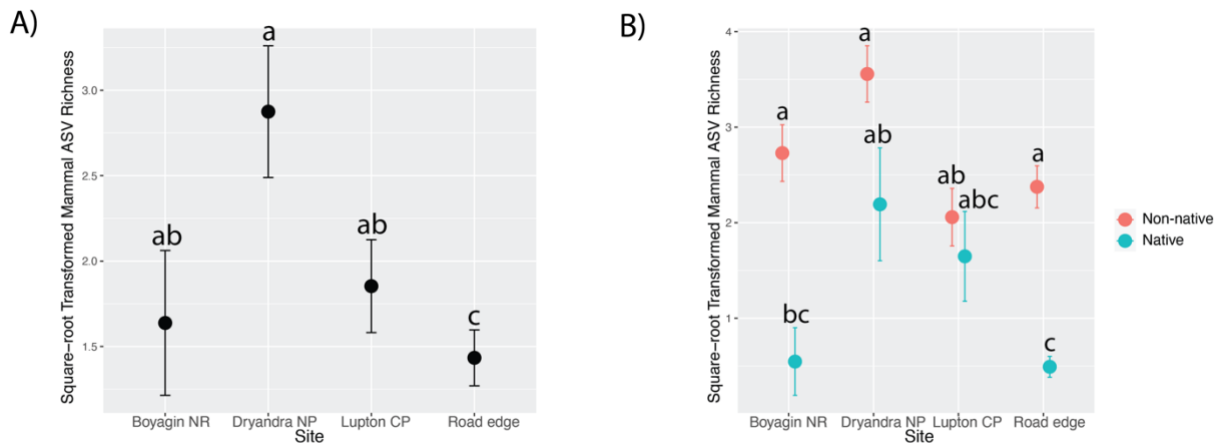 A)
Square-root Transformed Mammal ASV Richness
3.0
2.5
2.0
1.5
ab
a
ab
c
Boyagin NR
Dryandra NP
Lupton CP
Road edge
Site
B)
Square-root Transformed Mammal ASV Richness
4
3
2
1
a
a
ab
a
bc
ab
abc
c
Boyagin NR
Dryandra NP
Lupton CP
Road edge
Site
Non-native
Native